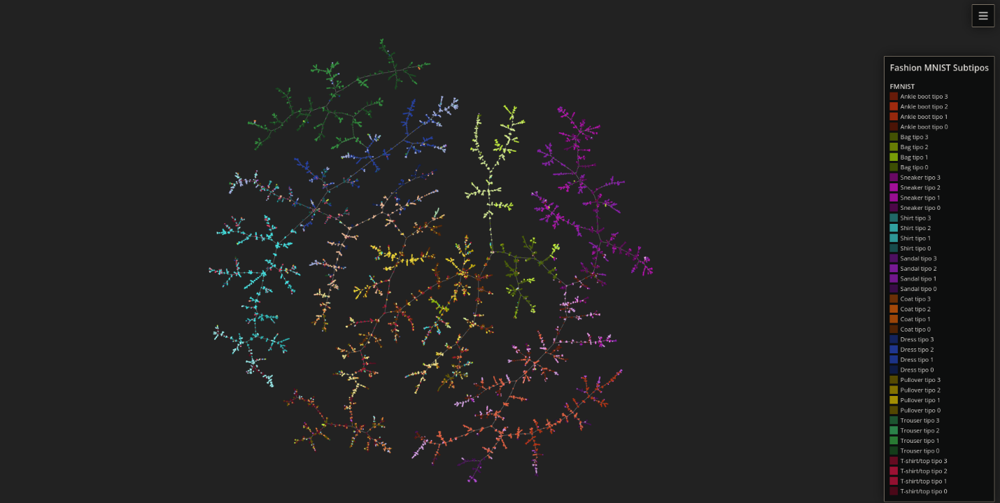 Fashion MNIST Subtipos
FMNIST
Ankle boot tipo 3
Ankle boot tipo 2
Ankle boot tipo 1
Ankle boot tipo 0
Bag tipo 3
Bag tipo 2
Bag tipo 1
Bag tipo 0
Sneaker tipo 3
Sneaker tipo 2
Sneaker tipo 1
Sneaker tipo 0
Shirt tipo 3
Shirt tipo 2
Shirt tipo 1
Shirt tipo 0
Sandal tipo 3
Sandal tipo 2
Sandal tipo 1
Sandal tipo 0
Coat tipo 3
Coat tipo 2
Coat tipo 1
Coat tipo 0
Dress tipo 3
Dress tipo 2
Dress tipo 1
Dress tipo 0
Pullover tipo 3
Pullover tipo 2
Pullover tipo 1
Pullover tipo 0
Trouser tipo 3
Trouser tipo 2
Trouser tipo 1
Trouser tipo 0
T-shirt/top tipo 3
T-shirt/top tipo 2
T-shirt/top tipo 1
T-shirt/top tipo 0